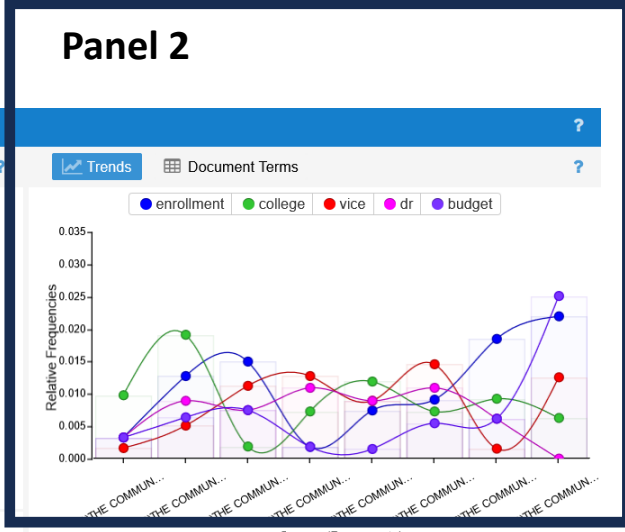 Panel 2
?
Trends Document Terms ?
enrollment college vice dr budget
0.035
0.030
0.025
0.020
0.015
0.010
0.005
0.000
Relative Frequencies
THE COMMUN... THE COMMUN... THE COMMUN... THE COMMUN... THE COMMUN... THE COMMUN... THE COMMUN... THE COMMUN...